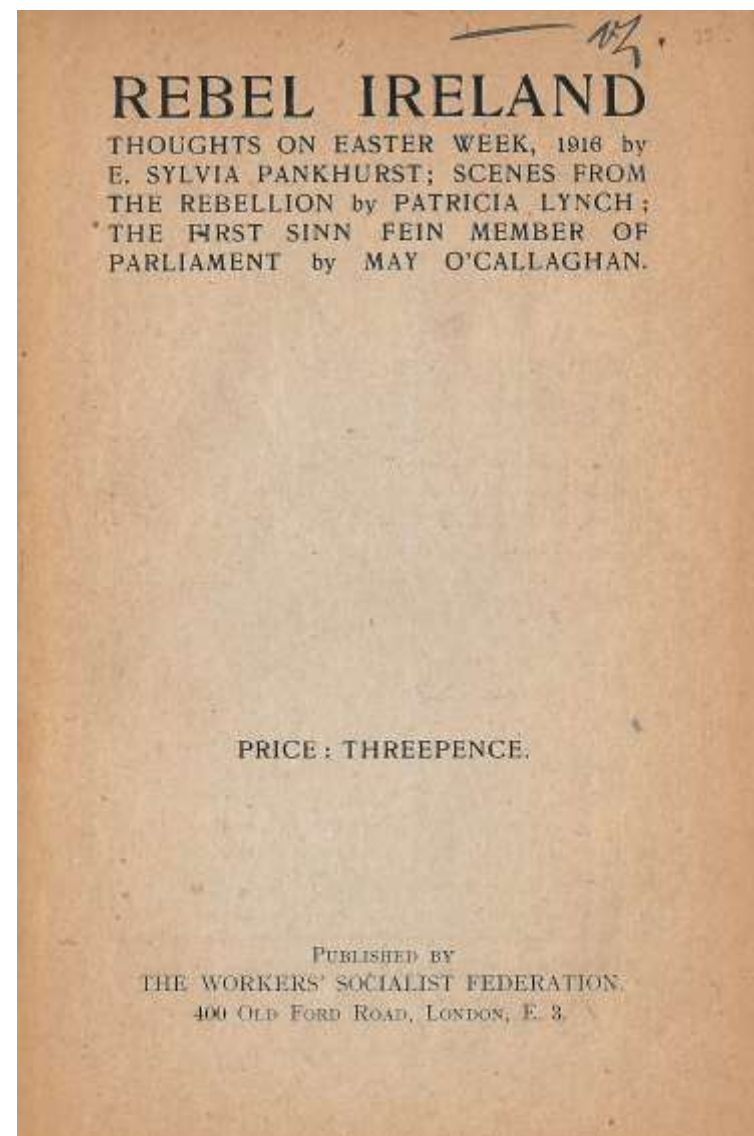 REBEL IRELAND
THOUGHTS ON EASTER WEEK, 1916 by
E. SYLVIA PANKHURST; SCENES FROM
THE REBELLION by PATRICIA LYNCH;
THE FIRST SINN FEIN MEMBER OF
PARLIAMENT by MAY O'CALLAGHAN.
PRICE: THREEPENCE.
PUBLISHED BY
THE WORKERS' SOCIALIST FEDERATION.
400 OLD FORD ROAD, LONDON, E. 3.